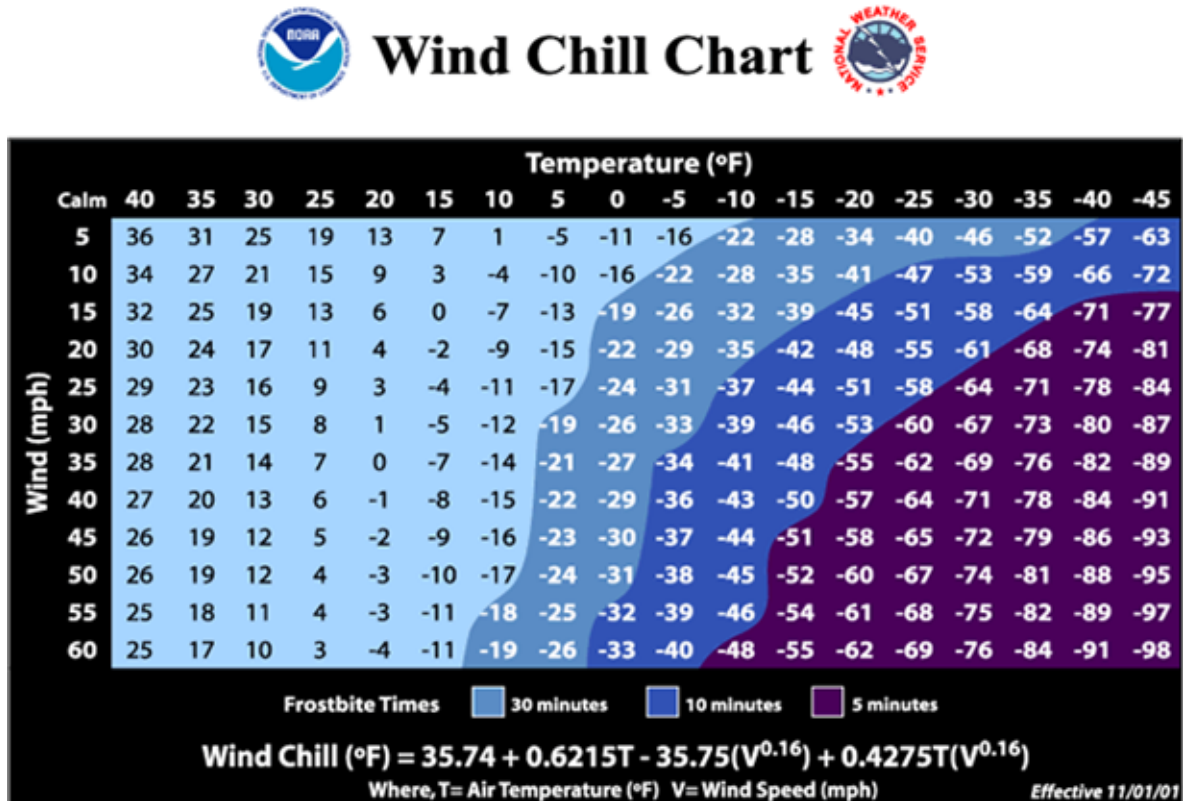 NOAA
Wind Chill Chart
NATIONAL WEATHER SERVICE
Temperature (ºF)
Calm 40 35 30 25 20 15 10 5 0 -5 -10 -15 -20 -25 -30 -35 -40 -45
Wind (mph)
5 36 31 25 19 13 7 1 -5 -11 -16 -22 -28 -34 -40 -46 -52 -57 -63
10 34 27 21 15 9 3 -4 -10 -16 -22 -28 -35 -41 -47 -53 -59 -66 -72
15 32 25 19 13 6 0 -7 -13 -19 -26 -32 -39 -45 -51 -58 -64 -71 -77
20 30 24 17 11 4 -2 -9 -15 -22 -29 -35 -42 -48 -55 -61 -68 -74 -81
25 29 23 16 9 3 -4 -11 -17 -24 -31 -37 -44 -51 -58 -64 -71 -78 -84
30 28 22 15 8 1 -5 -12 -19 -26 -33 -39 -46 -53 -60 -67 -73 -80 -87
35 28 21 14 7 0 -7 -14 -21 -27 -34 -41 -48 -55 -62 -69 -76 -82 -89
40 27 20 13 6 -1 -8 -15 -22 -29 -36 -43 -50 -57 -64 -71 -78 -84 -91
45 26 19 12 5 -2 -9 -16 -23 -30 -37 -44 -51 -58 -65 -72 -79 -86 -93
50 26 19 12 4 -3 -10 -17 -24 -31 -38 -45 -52 -60 -67 -74 -81 -88 -95
55 25 18 11 4 -3 -11 -18 -25 -32 -39 -46 -54 -61 -68 -75 -82 -89 -97
60 25 17 10 3 -4 -11 -19 -26 -33 -40 -48 -55 -62 -69 -76 -84 -91 -98
Frostbite Times 30 minutes 10 minutes 5 minutes
Wind Chill (ºF) = 35.74 + 0.6215T - 35.75(V^0.16) + 0.4275T(V^0.16)
Where, T= Air Temperature (ºF) V= Wind Speed (mph)
Effective 11/01/01